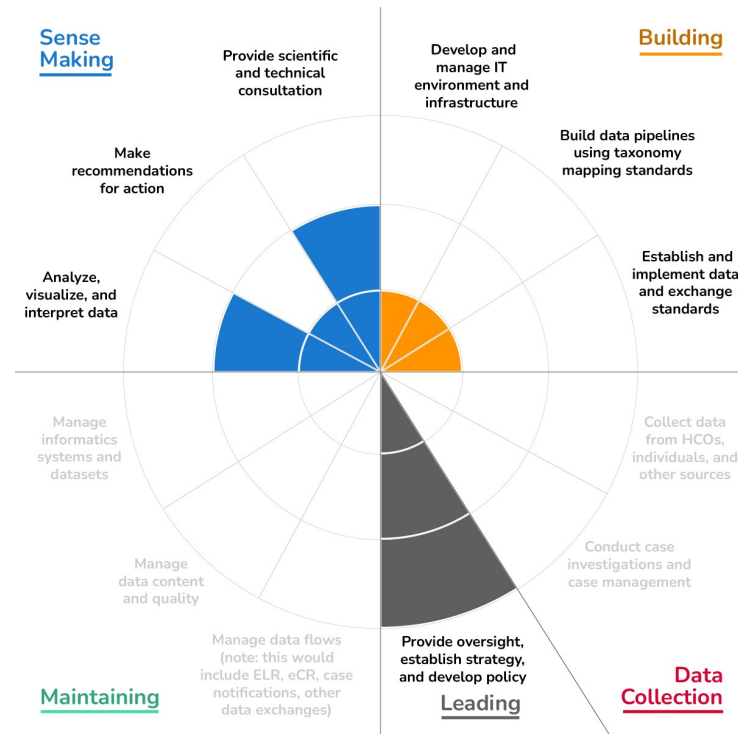 Sense
Making
Provide scientific
and technical
consultation
Make
recommendations
for action
Analyze,
visualize, and
interpret data
Building
Develop and
manage IT
environment and
infrastructure
Build data pipelines
using taxonomy
mapping standards
Establish and
implement data
and exchange
standards
Manage
informatics
systems and
datasets
Manage
data content
and quality
Manage data flows
(note: this would
include ELR, eCR, case
notifications, other
data exchanges)
Maintaining
Collect data
from HCOs,
individuals, and
other sources
Conduct case
investigations and
case management
Provide oversight,
establish strategy,
and develop policy
Leading
Data
Collection